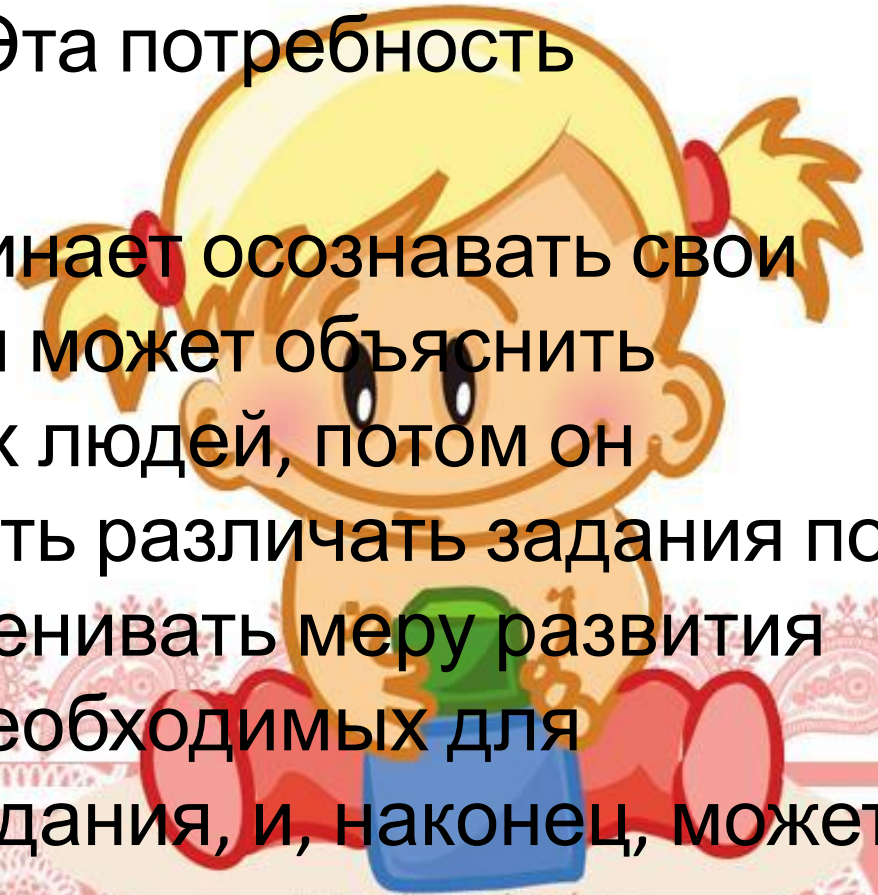 Эта потребность
инает осознавать свои
может объяснить
х людей, потом он
ть различать задания по
енивать меру развития
еобходимых для
дания, и, наконец, может